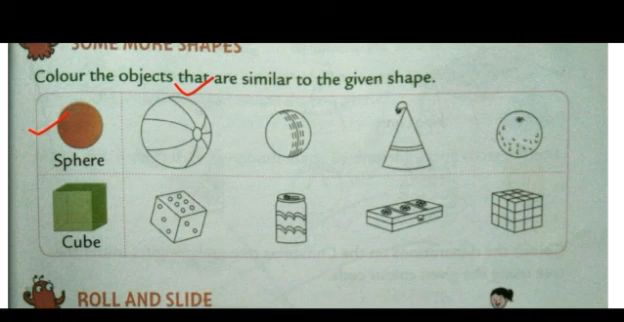 SOME MORE SHAPES
Colour the objects that are similar to the given shape.
Sphere
Cube
ROLL AND SLIDE